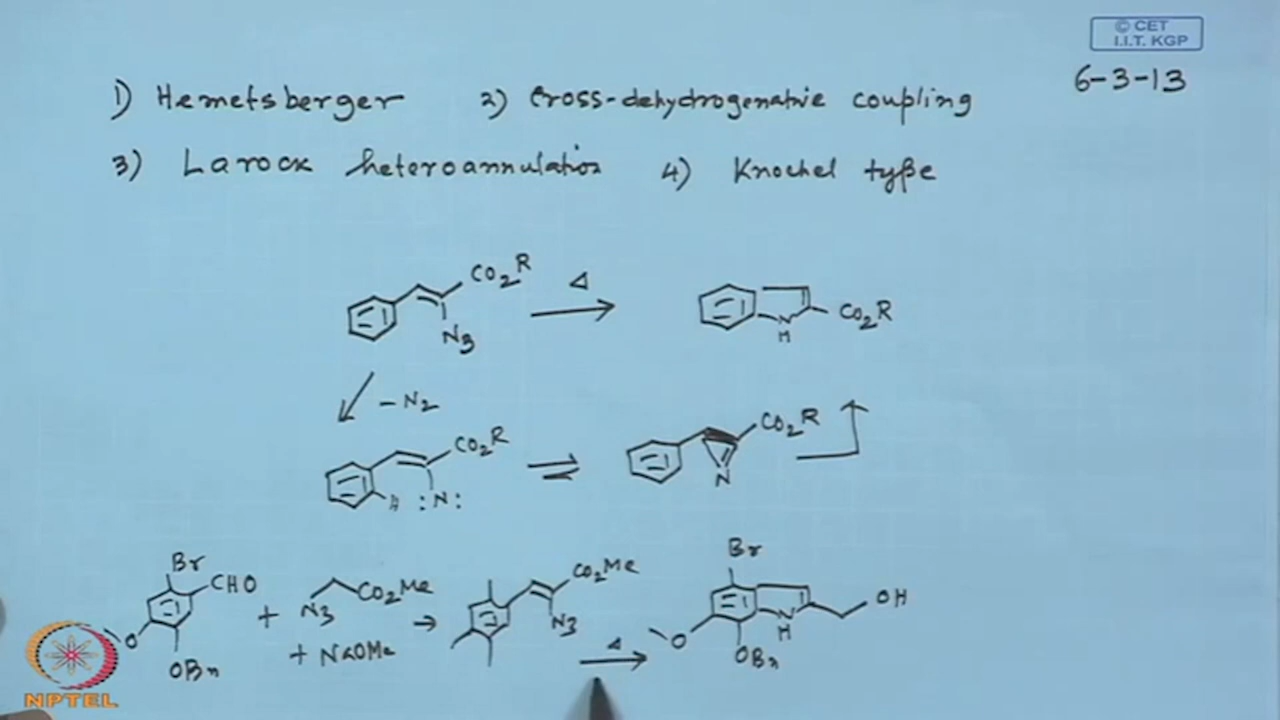 © CET
I.I.T. KGP
6-3-13
1) Hemetsberger 2) Cross-dehydrogenative coupling
3) Larock heteroannulation 4) Knochel type
CO2R
N3
Δ
N
H
CO2R
- N2
CO2R
H :N:
CO2R
N
Br
CHO
O
OBn
+
N3
CO2Me
+ NaOMe
CO2Me
N3
Δ
Br
O
OBn
N
H
OH
NPTEL